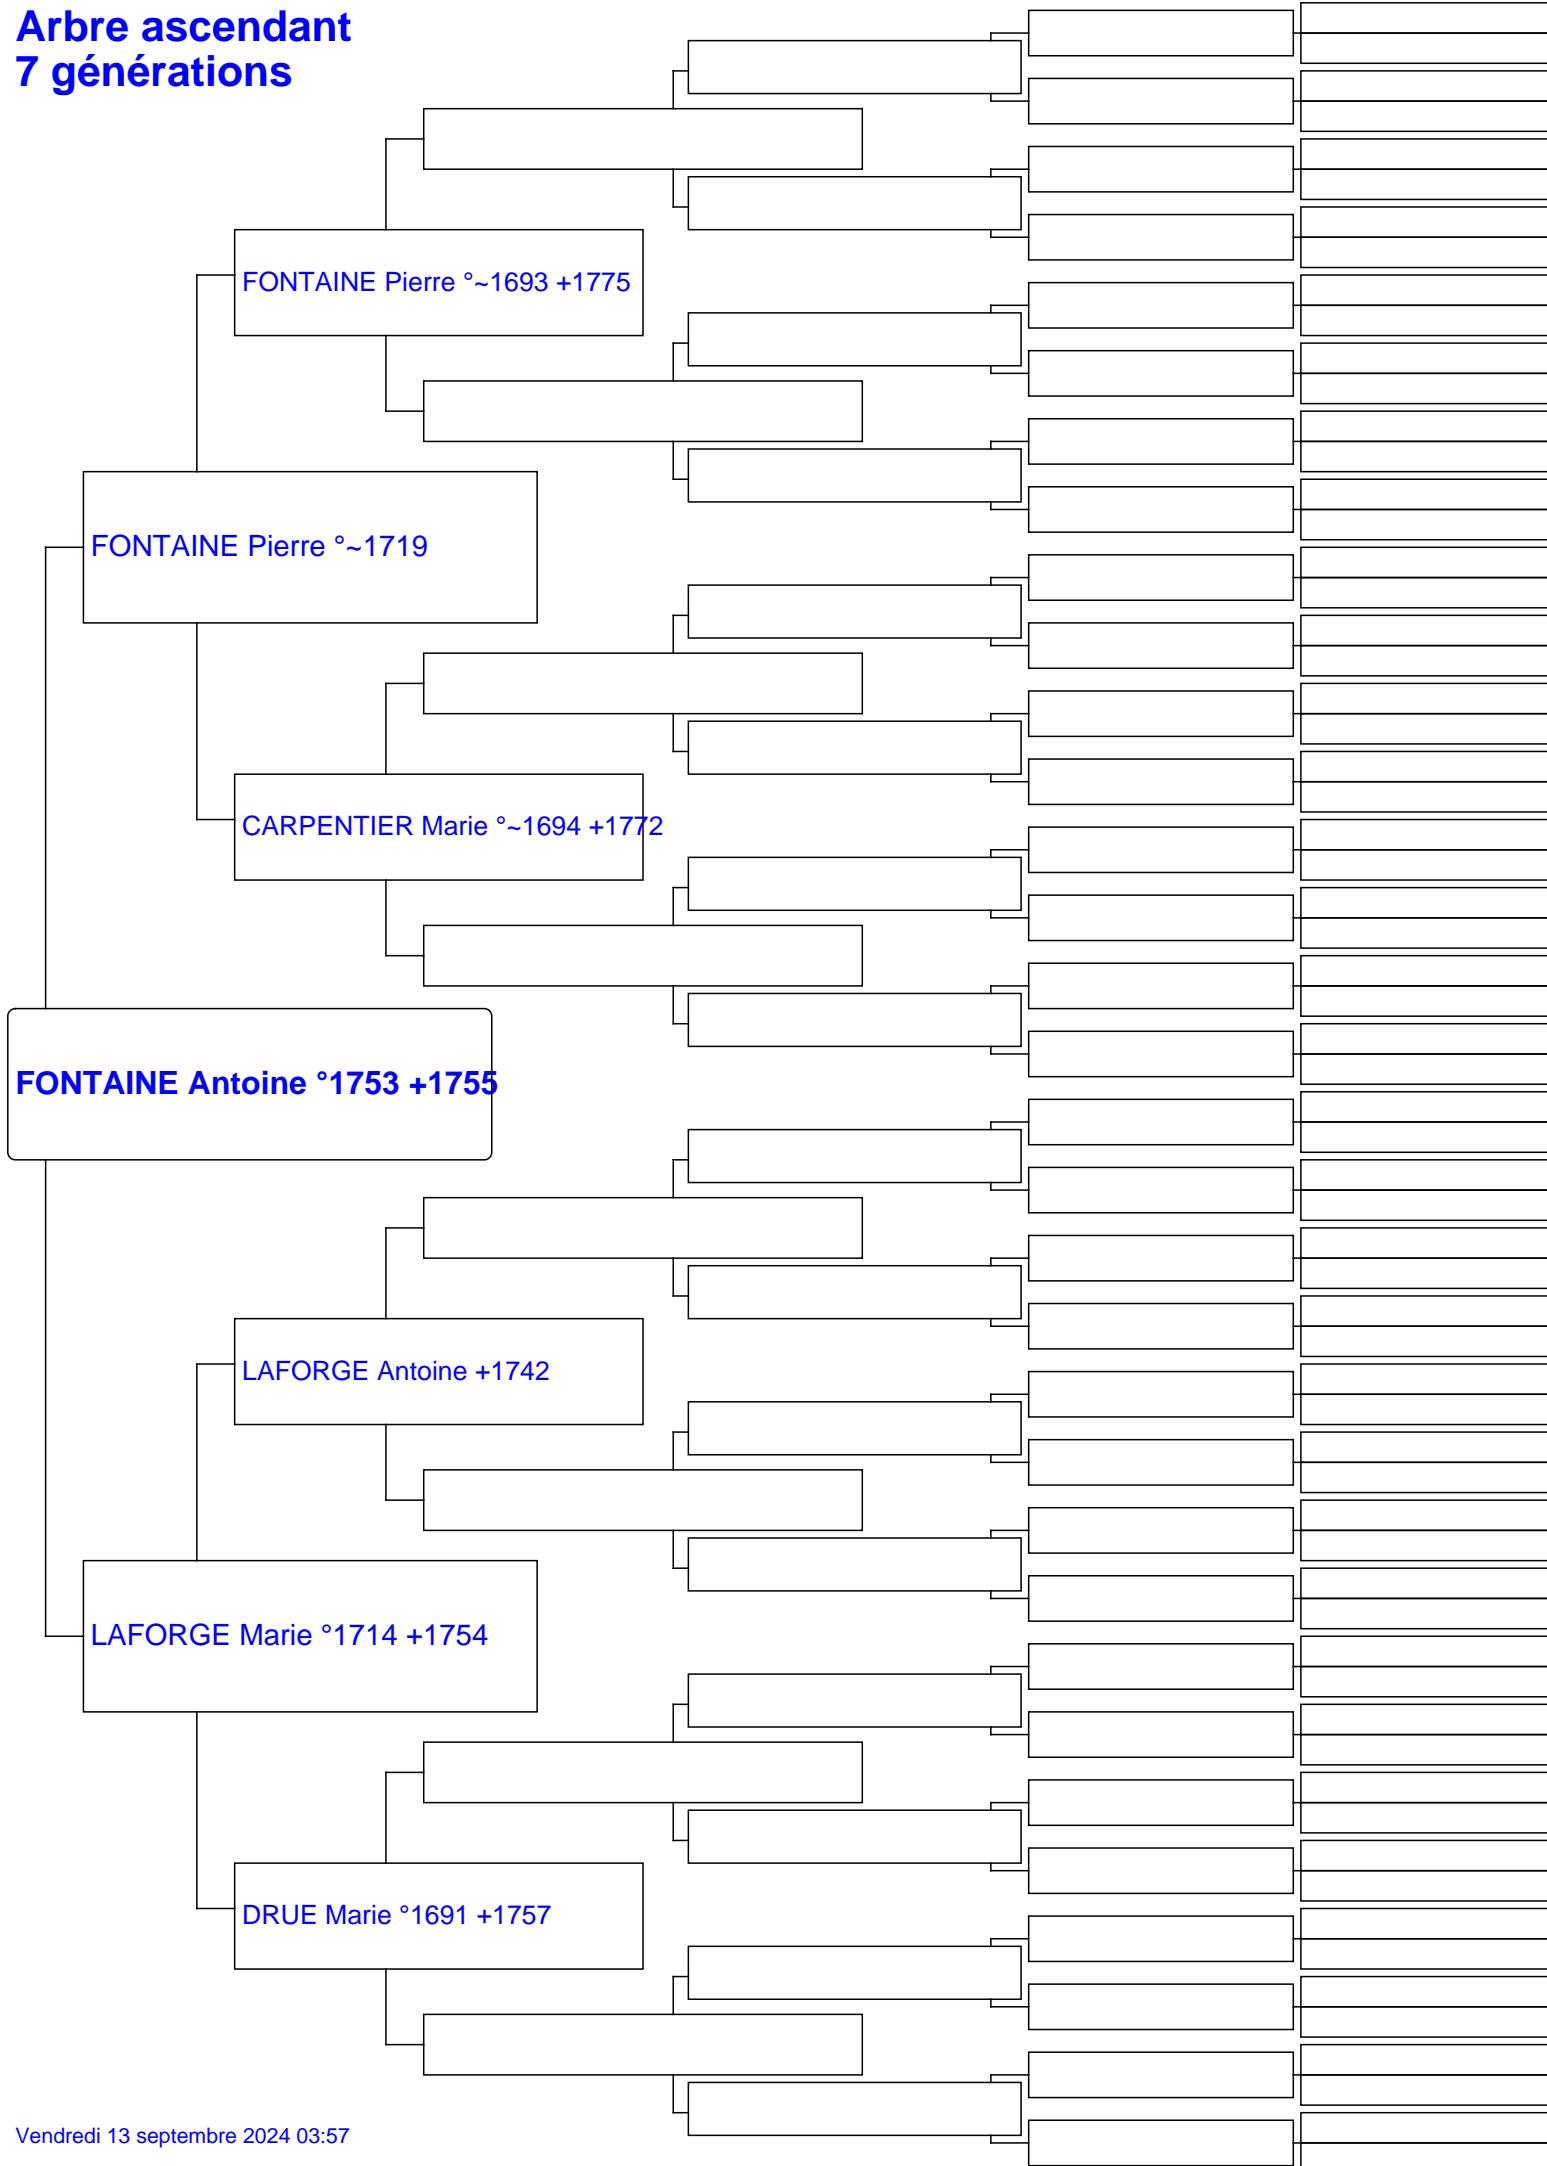 Arbre ascendant
7 générations
FONTAINE Pierre °~1693 +1775
FONTAINE Pierre °~1719
CARPENTIER Marie °~1694 +1772
FONTAINE Antoine °1753 +1755
LAFORGE Antoine +1742
LAFORGE Marie °1714 +1754
DRUE Marie °1691 +1757
Vendredi 13 septembre 2024 03:57